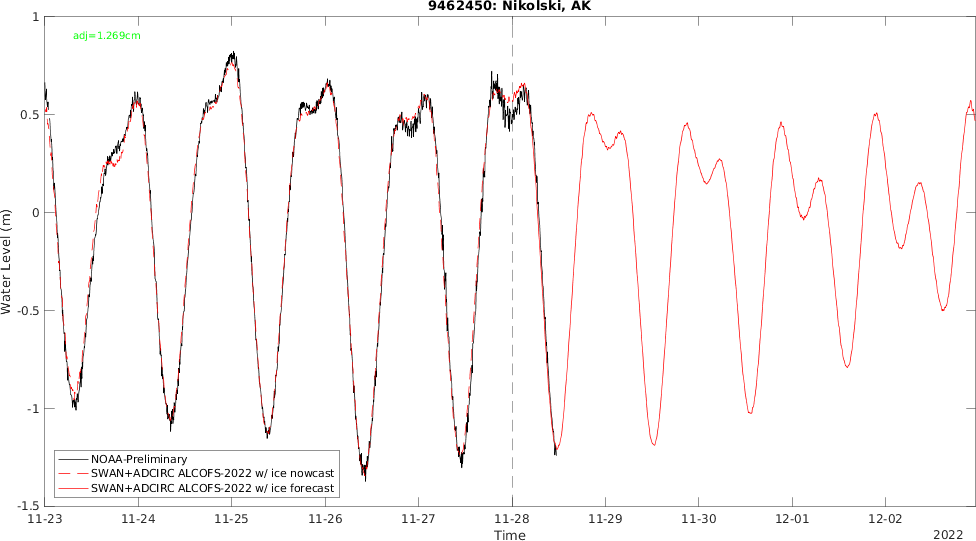 9462450: Nikolski, AK
adj=1.269cm
Water Level (m)
1
0.5
0
-0.5
-1
-1.5
NOAA-Preliminary
SWAN+ADCIRC ALCOFS-2022 w/ ice nowcast
SWAN+ADCIRC ALCOFS-2022 w/ ice forecast
11-23 11-24 11-25 11-26 11-27 11-28 11-29 11-30 12-01 12-02
Time
2022